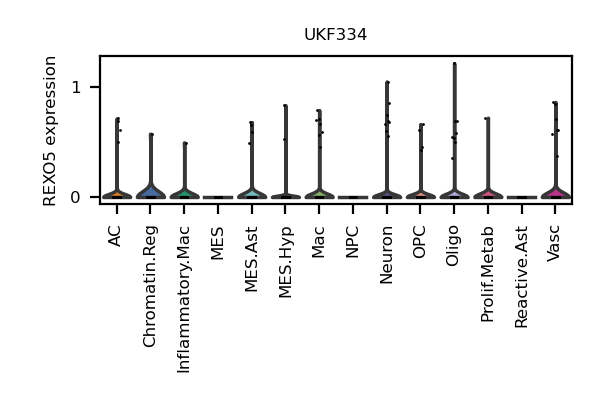 UKF334
REXO5 expression
1
0
AC
Chromatin.Reg
Inflammatory.Mac
MES
MES.Ast
MES.Hyp
Mac
NPC
Neuron
OPC
Oligo
Prolif.Metab
Reactive.Ast
Vasc